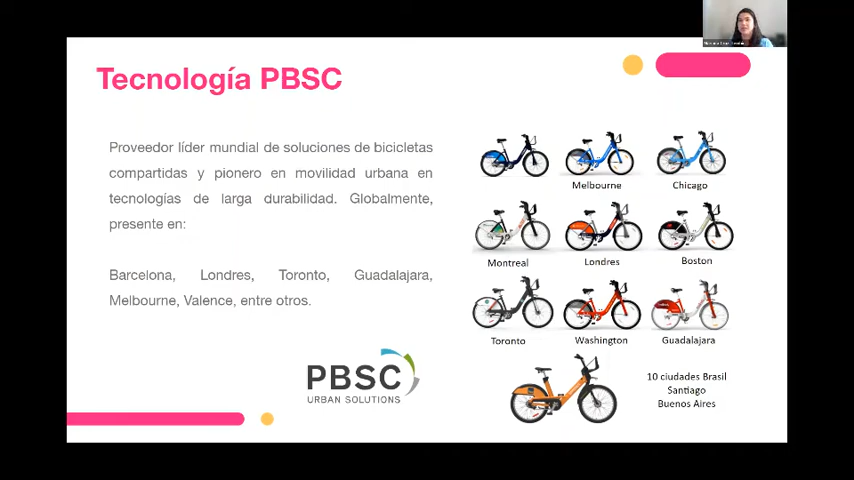 Tecnología PBSC
Proveedor líder mundial de soluciones de bicicletas
compartidas y pionero en movilidad urbana en
tecnologías de larga durabilidad. Globalmente,
presente en:
Barcelona, Londres, Toronto, Guadalajara,
Melbourne, Valence, entre otros.
PBSC
URBAN SOLUTIONS
Melbourne
Chicago
Montreal
Londres
Boston
Toronto
Washington
Guadalajara
10 ciudades Brasil
Santiago
Buenos Aires